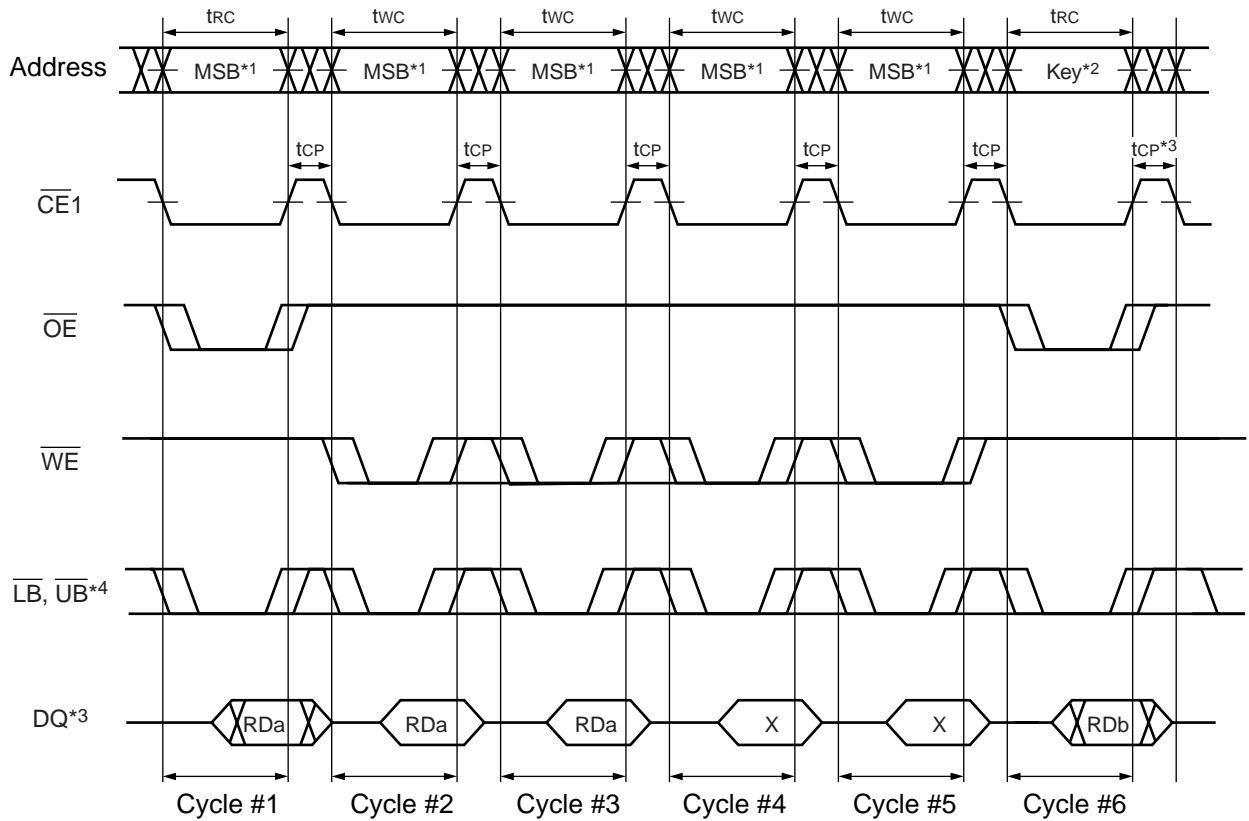 tRC tWC tWC tWC tWC tRC
Address MSB*1 MSB*1 MSB*1 MSB*1 MSB*1 Key*2
tCP tCP tCP tCP tCP tCP*3
CE1
OE
WE
LB, UB*4
DQ*3 RDa RDa RDa X X RDb
Cycle #1 Cycle #2 Cycle #3 Cycle #4 Cycle #5 Cycle #6